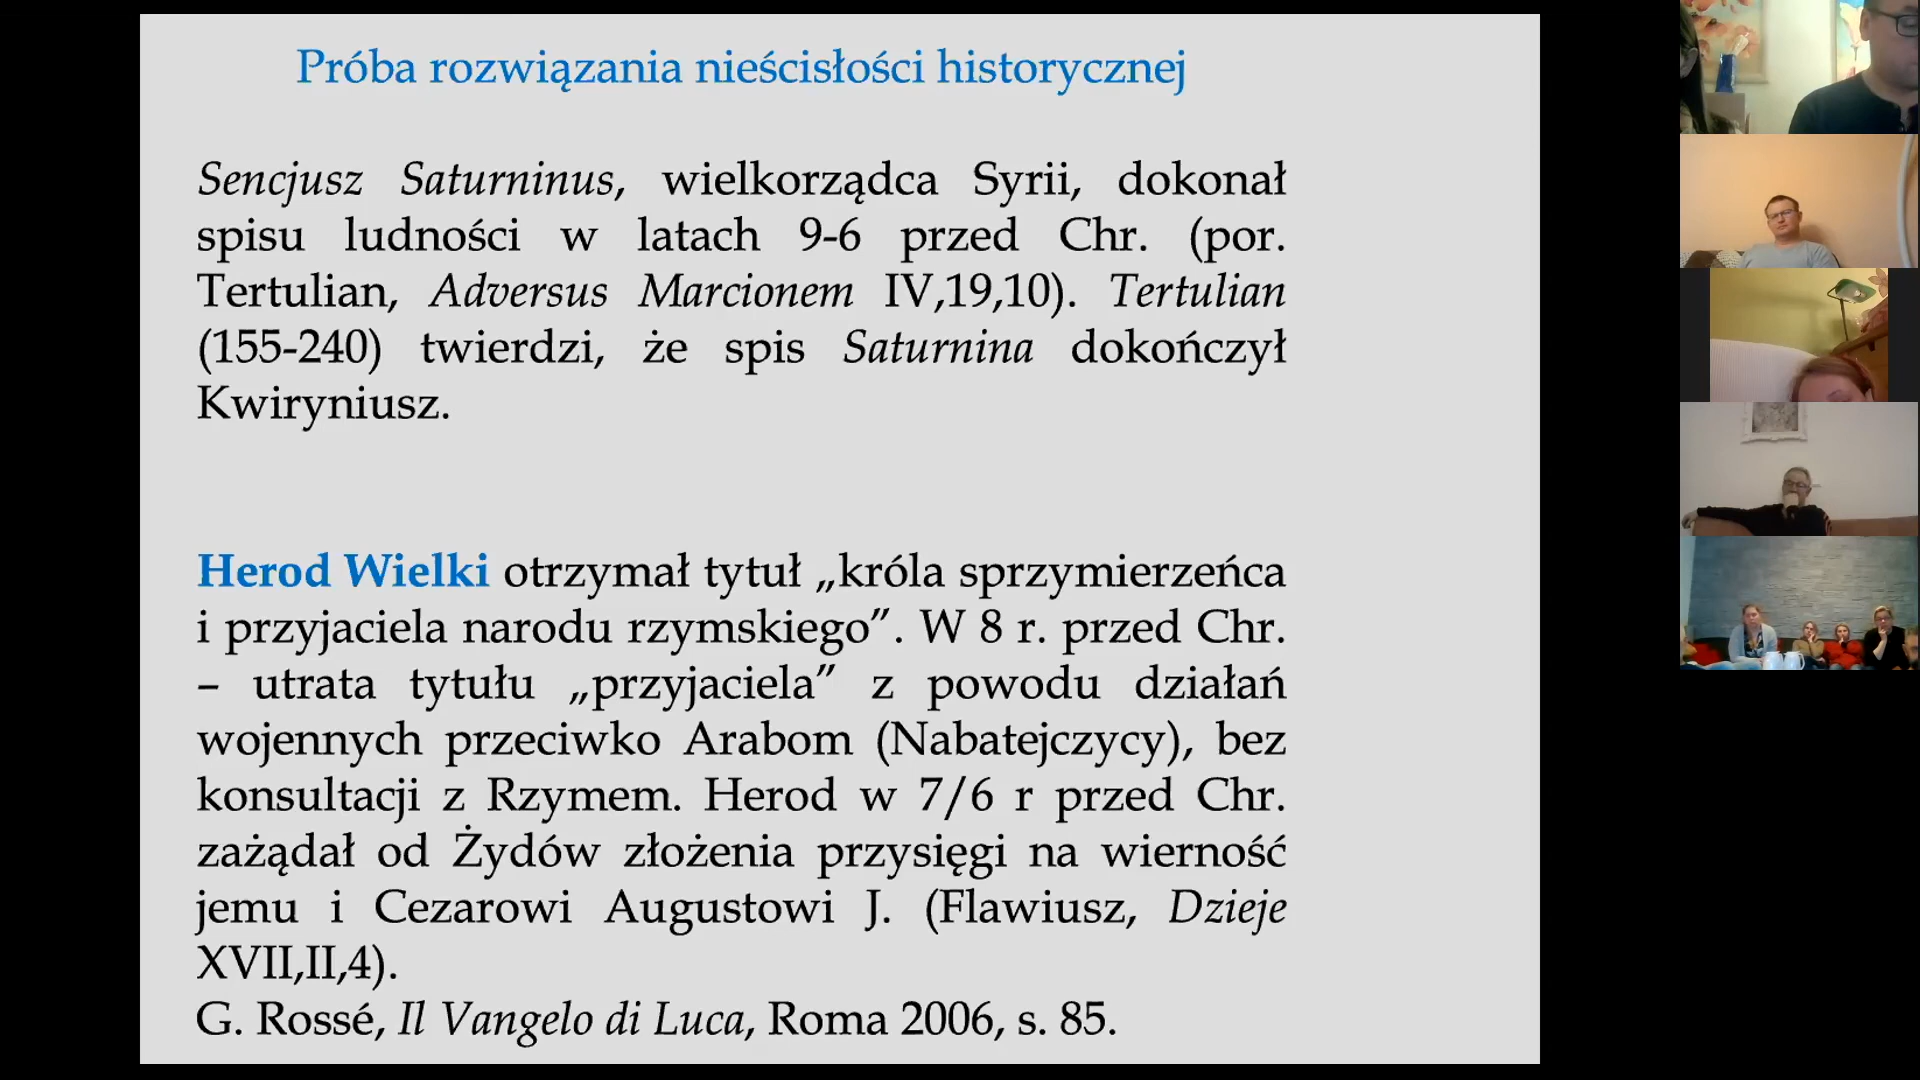 Próba rozwiązania nieścisłości historycznej
Sencjusz Saturninus, wielkorządca Syrii, dokonał
spisu ludności w latach 9-6 przed Chr. (por.
Tertulian, Adversus Marcionem IV,19,10). Tertulian
(155-240) twierdzi, że spis Saturnina dokończył
Kwiryniusz.
Herod Wielki otrzymał tytuł „króla sprzymierzeńca
i przyjaciela narodu rzymskiego”. W 8 r. przed Chr.
– utrata tytułu „przyjaciela” z powodu działań
wojennych przeciwko Arabom (Nabatejczycy), bez
konsultacji z Rzymem. Herod w 7/6 r przed Chr.
zażądał od Żydów złożenia przysięgi na wierność
jemu i Cezarowi Augustowi J. (Flawiusz, Dzieje
XVII,II,4).
G. Rossé, Il Vangelo di Luca, Roma 2006, s. 85.